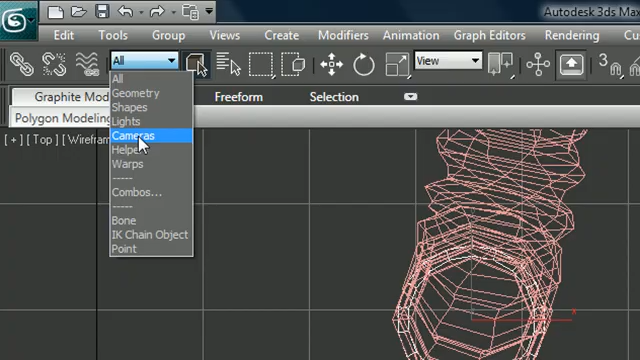 Autodesk 3ds Max
Edit Tools Group Views Create Modifiers Animation Graph Editors Rendering Cu
All View
Graphite Mod Freeform Selection
Polygon Modeling
[ + ] [ Top ] [ Wirefram
All
Geometry
Shapes
Lights
Cameras
Helpe
Warps
-----
Combos...
-----
Bone
IK Chain Object
Point
x